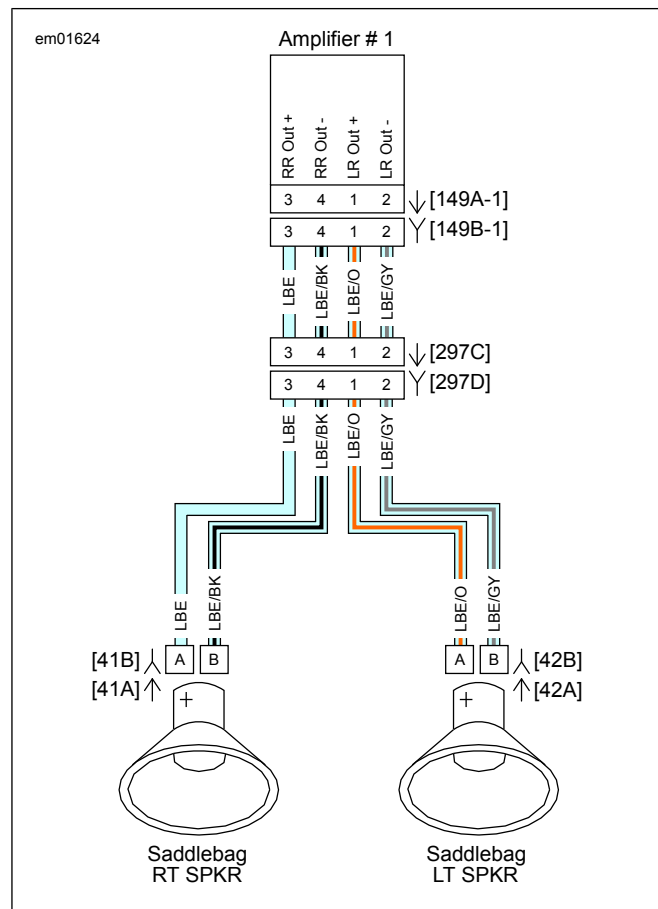 em01624
Amplifier # 1
RR Out +
RR Out -
LR Out +
LR Out -
3 4 1 2 [149A-1]
3 4 1 2 [149B-1]
LBE
LBE/BK
LBE/O
LBE/GY
3 4 1 2 [297C]
3 4 1 2 [297D]
LBE
LBE/BK
LBE/O
LBE/GY
LBE
LBE/BK
LBE/O
LBE/GY
[41B] A B
A B [42B]
[41A]
[42A]
+
+
Saddlebag
RT SPKR
Saddlebag
LT SPKR